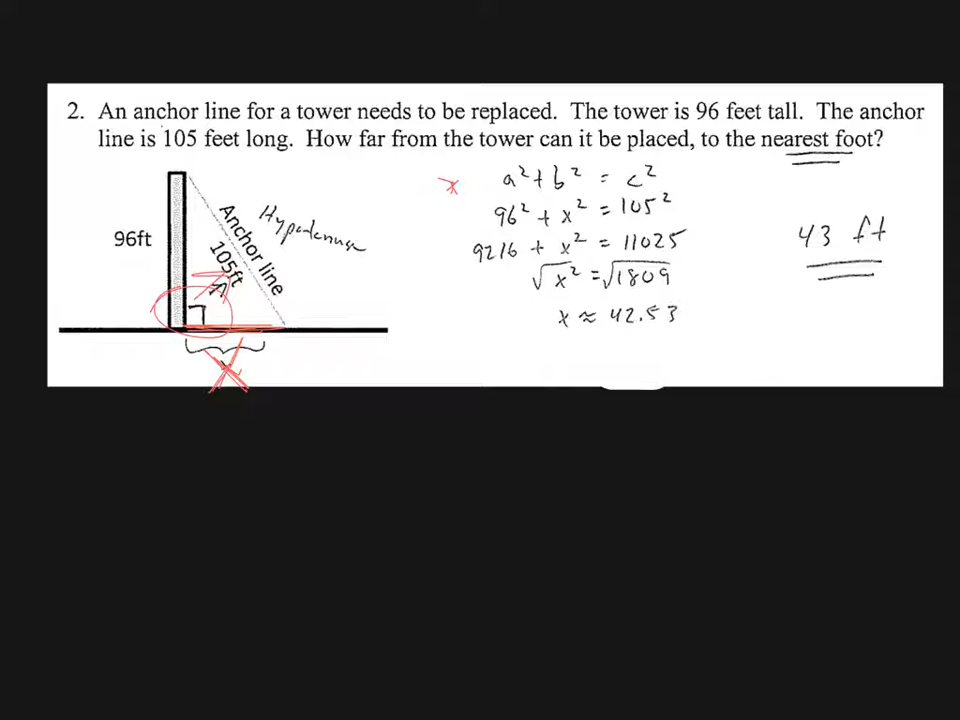 2. An anchor line for a tower needs to be replaced. The tower is 96 feet tall. The anchor
line is 105 feet long. How far from the tower can it be placed, to the nearest foot?
96ft
Anchor line
105ft
Hypotenuse
x
a² + b² = c²
96² + x² = 105²
9216 + x² = 11025
√x² = √1809
x ≈ 42.53
43 ft